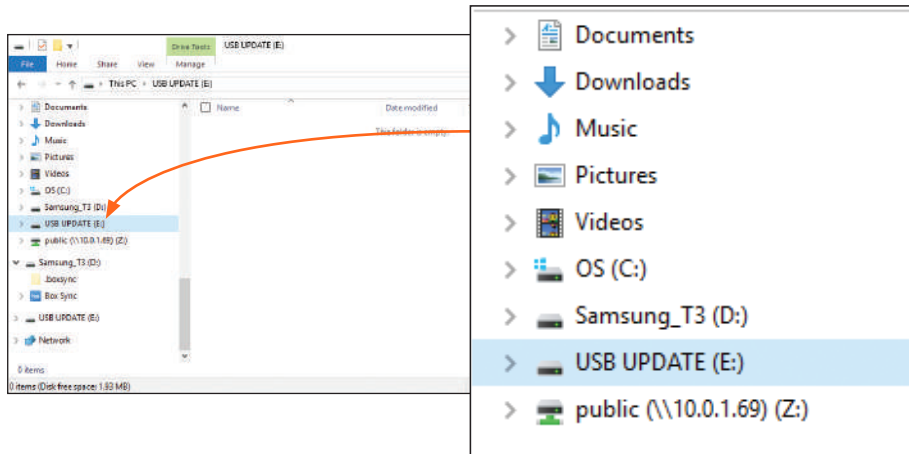 Drive Tools USB UPDATE (E:)
File Home Share View Manage
This PC › USB UPDATE (E:)
Documents
Downloads
Music
Pictures
Videos
OS (C:)
Samsung_T3 (D:)
USB UPDATE (E:)
public (\\10.0.1.69) (Z:)
Samsung_T3 (D:)
.boxsync
Box Sync
USB UPDATE (E:)
Network
Name Date modified
This folder is empty.
0 items
0 items (Disk free space: 1.93 MB)
Documents
Downloads
Music
Pictures
Videos
OS (C:)
Samsung_T3 (D:)
USB UPDATE (E:)
public (\\10.0.1.69) (Z:)